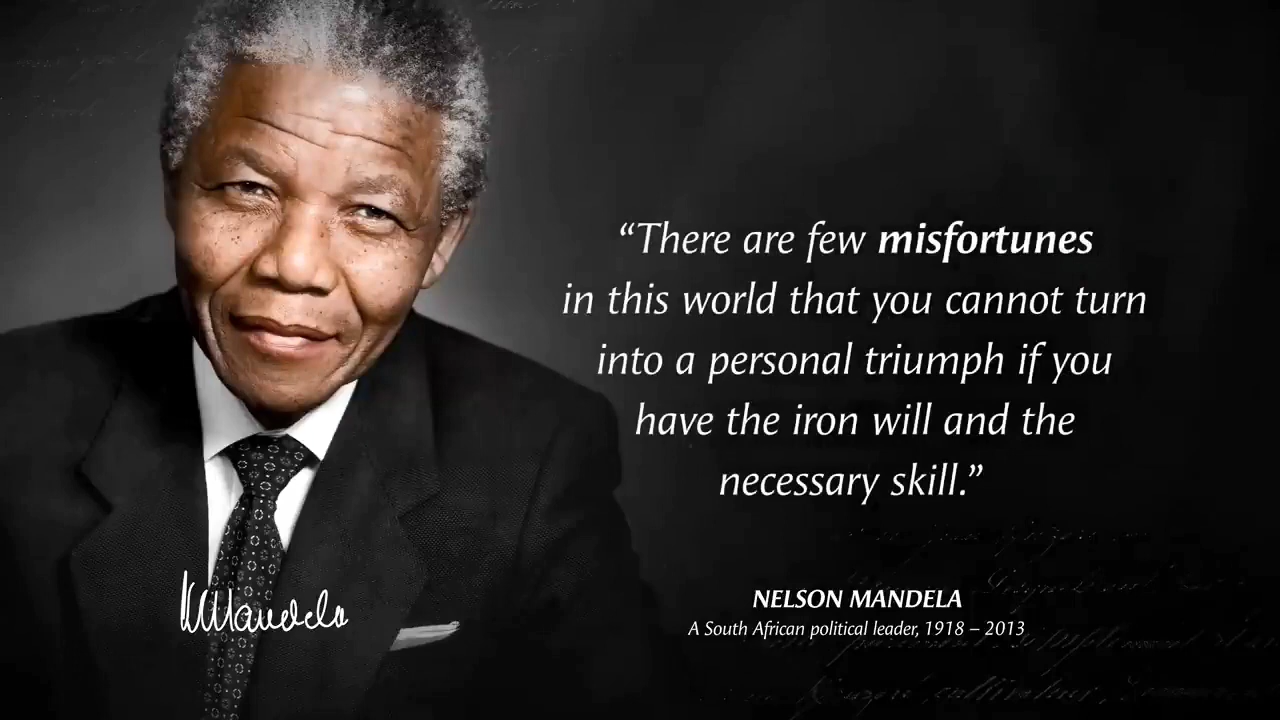 “There are few misfortunes
in this world that you cannot turn
into a personal triumph if you
have the iron will and the
necessary skill.”
NELSON MANDELA
A South African political leader, 1918 – 2013
NMandela